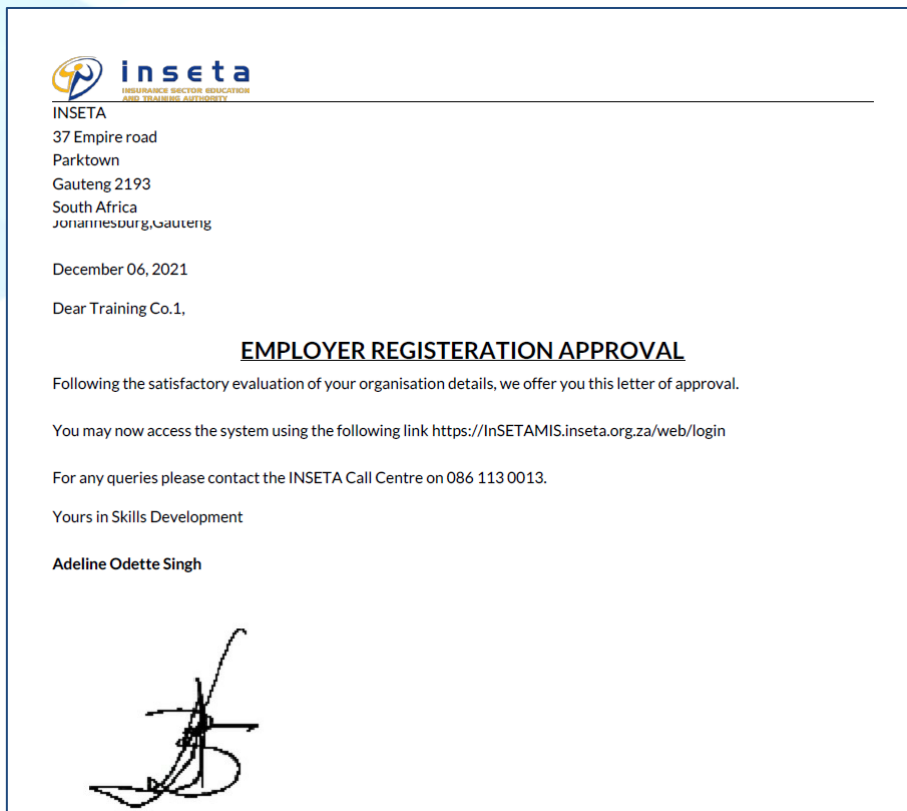 inseta
INSURANCE SECTOR EDUCATION
AND TRAINING AUTHORITY
INSETA
37 Empire road
Parktown
Gauteng 2193
South Africa
Johannesburg,Gauteng
December 06, 2021
Dear Training Co.1,
EMPLOYER REGISTERATION APPROVAL
Following the satisfactory evaluation of your organisation details, we offer you this letter of approval.
You may now access the system using the following link https://InSETAMIS.inseta.org.za/web/login
For any queries please contact the INSETA Call Centre on 086 113 0013.
Yours in Skills Development
Adeline Odette Singh